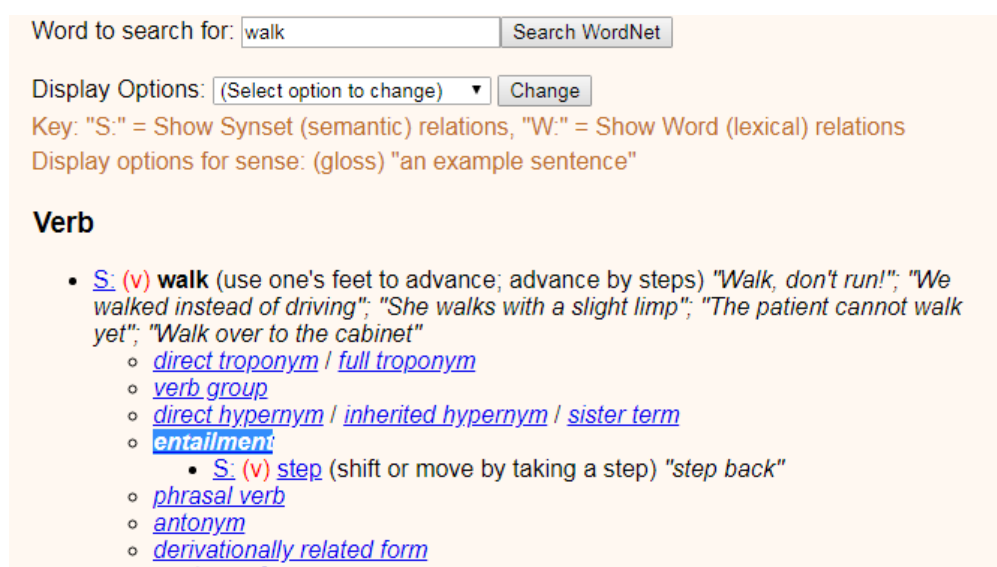 Word to search for: walk Search WordNet
Display Options: (Select option to change) Change
Key: "S:" = Show Synset (semantic) relations, "W:" = Show Word (lexical) relations
Display options for sense: (gloss) "an example sentence"
Verb
S: (v) walk (use one's feet to advance; advance by steps) "Walk, don't run!"; "We
walked instead of driving"; "She walks with a slight limp"; "The patient cannot walk
yet"; "Walk over to the cabinet"
direct troponym / full troponym
verb group
direct hypernym / inherited hypernym / sister term
entailment
S: (v) step (shift or move by taking a step) "step back"
phrasal verb
antonym
derivationally related form